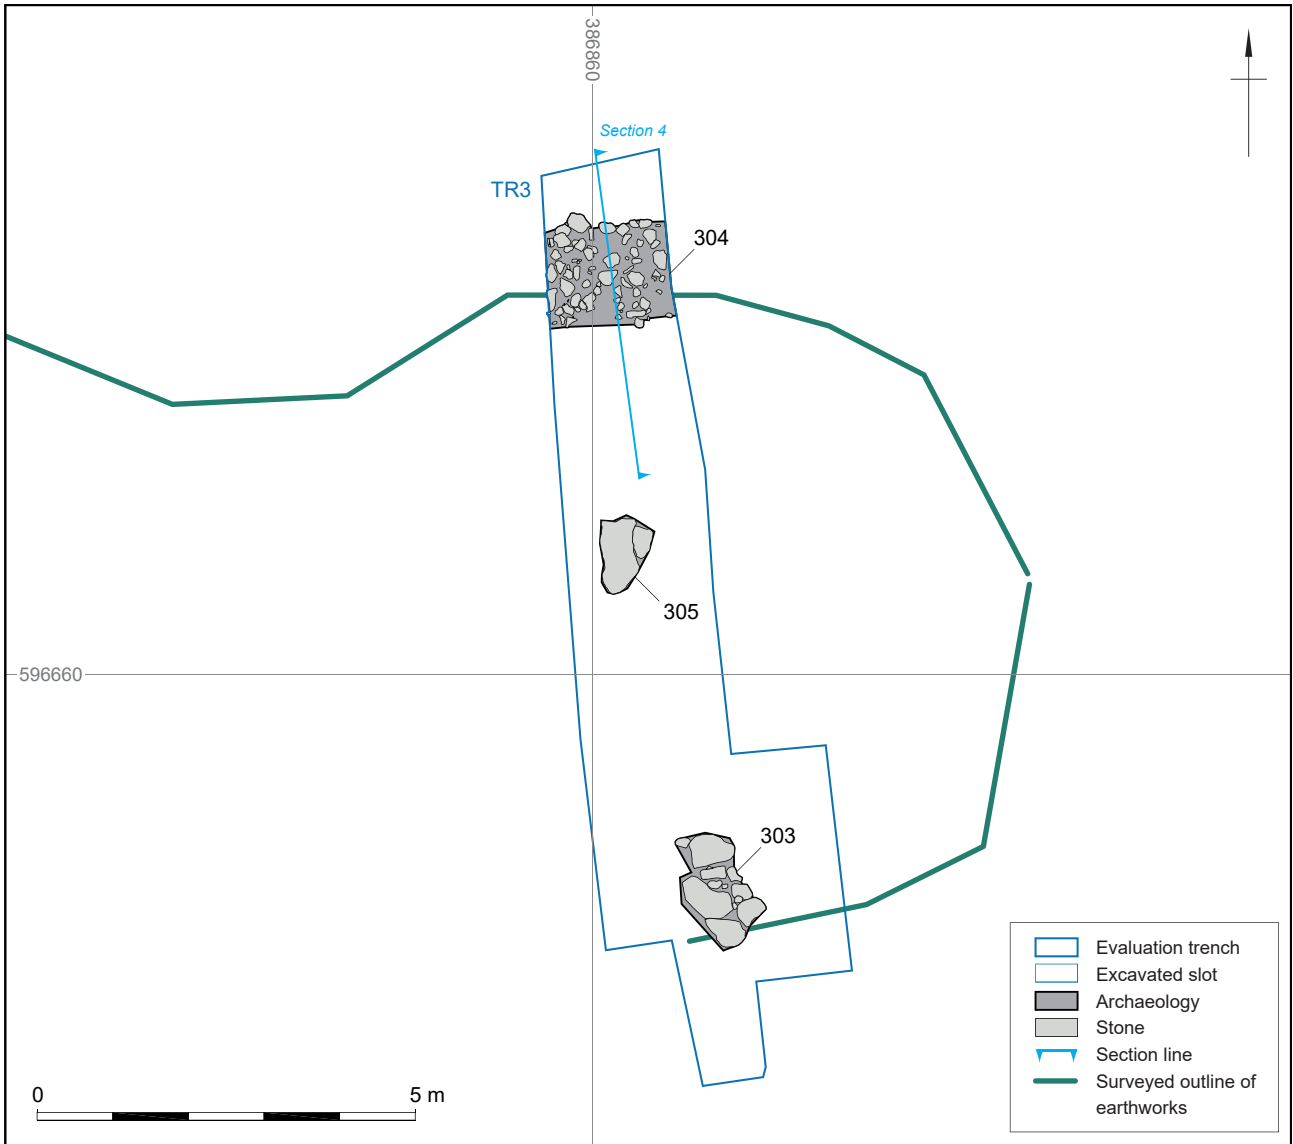 386860
Section 4
TR3
304
305
596660
303
0 5 m
Evaluation trench
Excavated slot
Archaeology
Stone
Section line
Surveyed outline of
earthworks